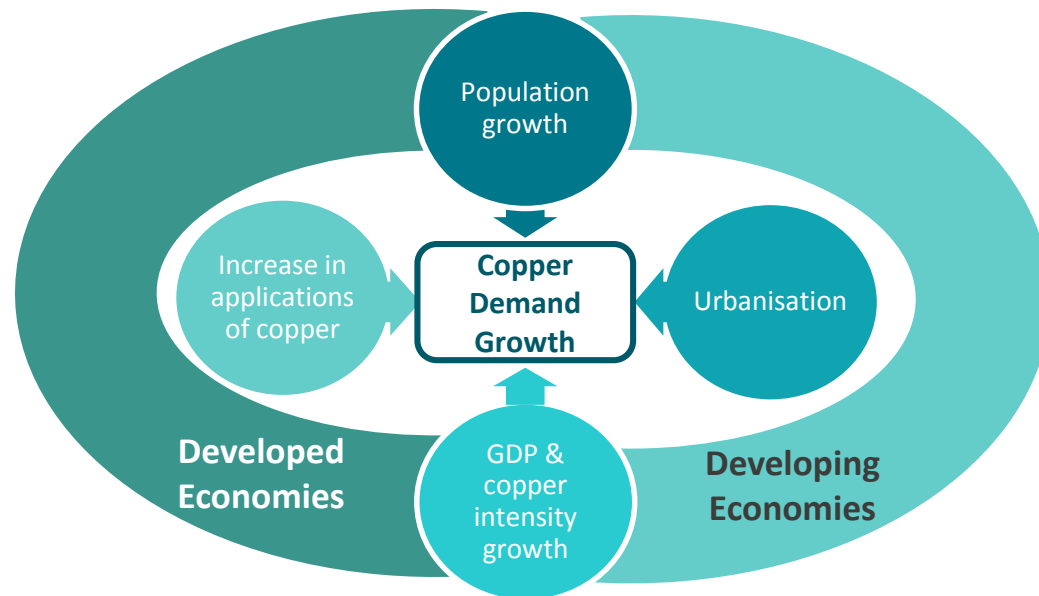 Population
growth
Increase in
applications
of copper
Copper
Demand
Growth
Urbanisation
Developed
Economies
GDP &
copper
intensity
growth
Developing
Economies